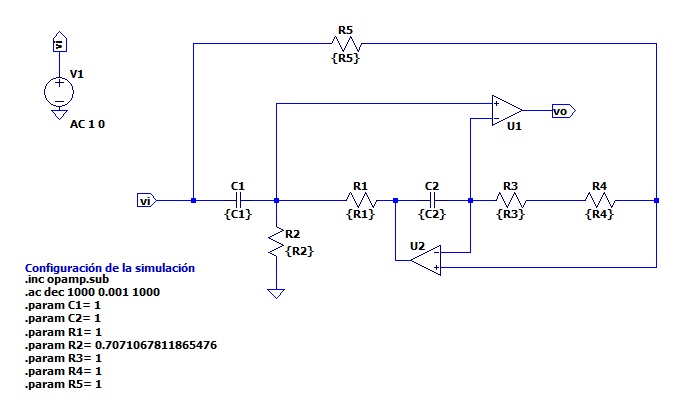 R5
{R5}
vi
V1
AC 1 0
vo
U1
vi
C1
{C1}
R1
{R1}
C2
{C2}
R3
{R3}
R4
{R4}
R2
{R2}
U2
Configuración de la simulación
.inc opamp.sub
.ac dec 1000 0.001 1000
.param C1= 1
.param C2= 1
.param R1= 1
.param R2= 0.7071067811865476
.param R3= 1
.param R4= 1
.param R5= 1